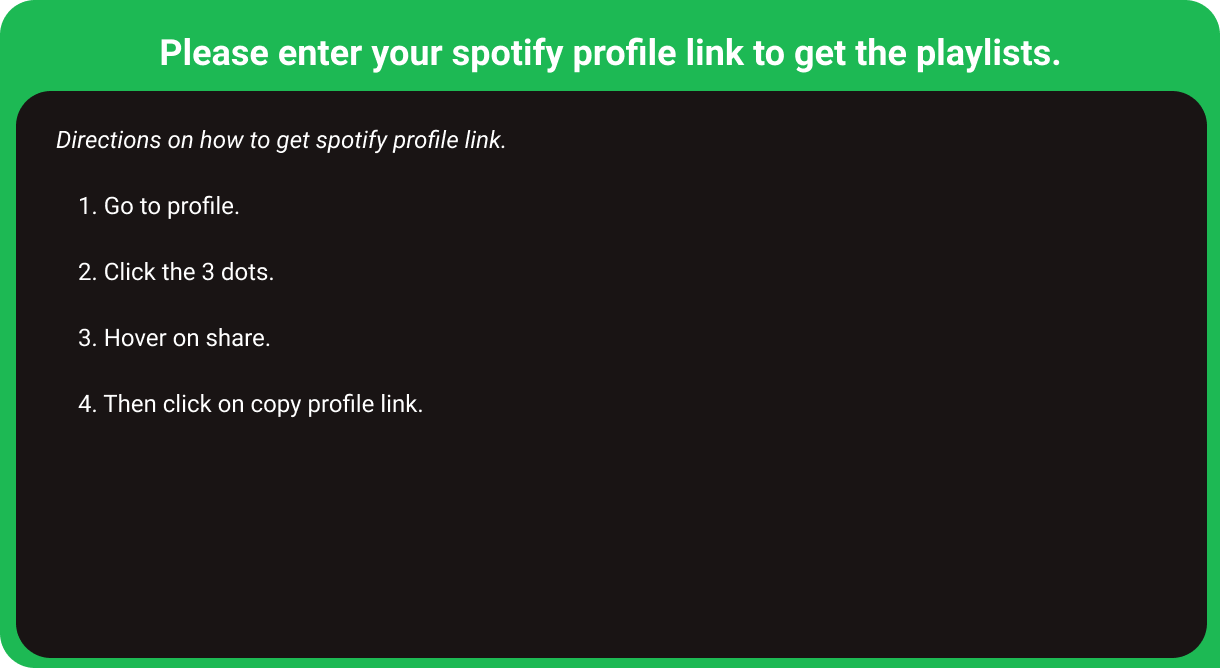 Please enter your spotify profile link to get the playlists.
Directions on how to get spotify profile link.
1. Go to profile.
2. Click the 3 dots.
3. Hover on share.
4. Then click on copy profile link.